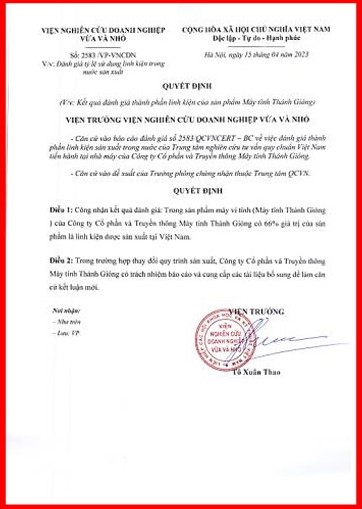 VIỆN NGHIÊN CỨU DOANH NGHIỆP
VỪA VÀ NHỎ
Số: 2583 /VP-VNCDN
V/v: Đánh giá tỷ lệ sử dụng linh kiện trong
nước sản xuất
CỘNG HÒA XÃ HỘI CHỦ NGHĨA VIỆT NAM
Độc lập - Tự do - Hạnh phúc
Hà Nội, ngày 15 tháng 04 năm 2023
QUYẾT ĐỊNH
(V/v: Kết quả đánh giá thành phần linh kiện của sản phẩm Máy tính Thánh Gióng)
VIỆN TRƯỞNG VIỆN NGHIÊN CỨU DOANH NGHIỆP VỪA VÀ NHỎ
- Căn cứ vào báo cáo đánh giá số 2583/QCVNCERT – BC về việc đánh giá thành
phần linh kiện sản xuất trong nước của Trung tâm nghiên cứu tư vấn quy chuẩn Việt Nam
tiến hành tại nhà máy của Công ty Cổ phần và Truyền thông Máy tính Thánh Gióng.
- Căn cứ vào đề xuất của Trưởng phòng chứng nhận thuộc Trung tâm QCVN.
QUYẾT ĐỊNH
Điều 1: Công nhận kết quả đánh giá: Trong sản phẩm máy vi tính (Máy tính Thánh Gióng
) của Công ty Cổ phần và Truyền thông Máy tính Thánh Gióng có 66% giá trị của sản
phẩm là linh kiện được sản xuất tại Việt Nam.
Điều 2: Trong trường hợp thay đổi quy trình sản xuất, Công ty Cổ phần và Truyền thông
Máy tính Thánh Gióng có trách nhiệm báo cáo và cung cấp các tài liệu bổ sung để làm căn
cứ kết luận mới.
Nơi nhận:
– Như trên
– Lưu: VP.
VIỆN TRƯỞNG
VIỆN
NGHIÊN CỨU
DOANH NGHIỆP
VỪA VÀ NHỎ
Tô Xuân Thao